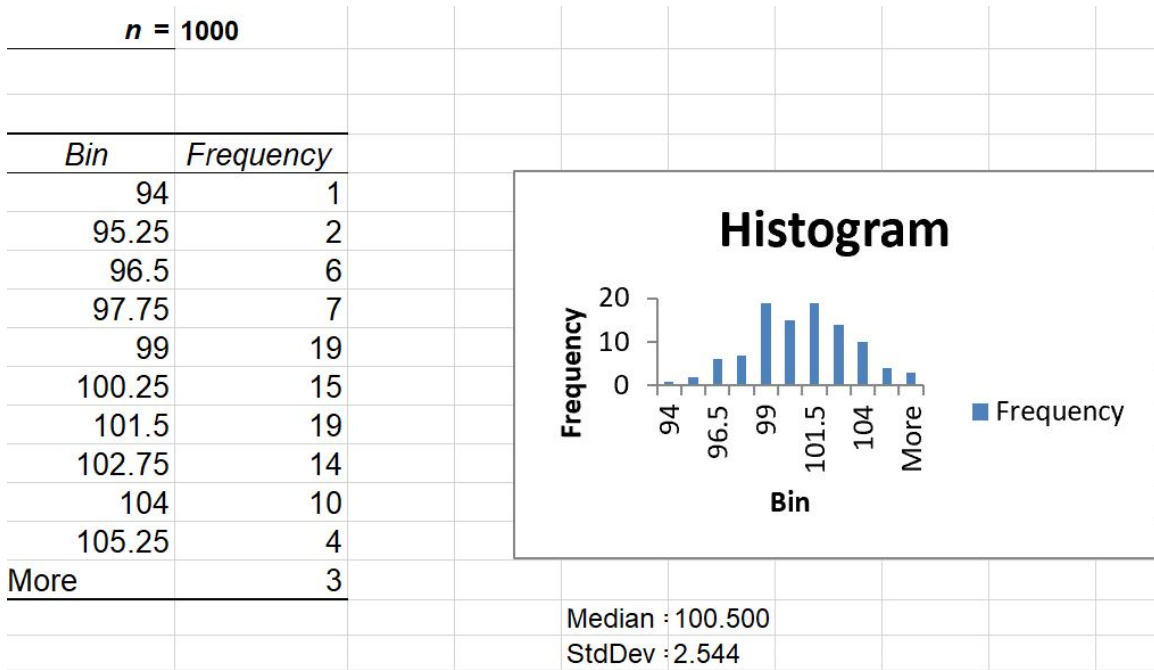 n = 1000
Bin Frequency
94 1
95.25 2
96.5 6
97.75 7
99 19
100.25 15
101.5 19
102.75 14
104 10
105.25 4
More 3
Histogram
Frequency
20
10
0
94 96.5 99 101.5 104 More
Bin
Frequency
Median = 100.500
StdDev = 2.544